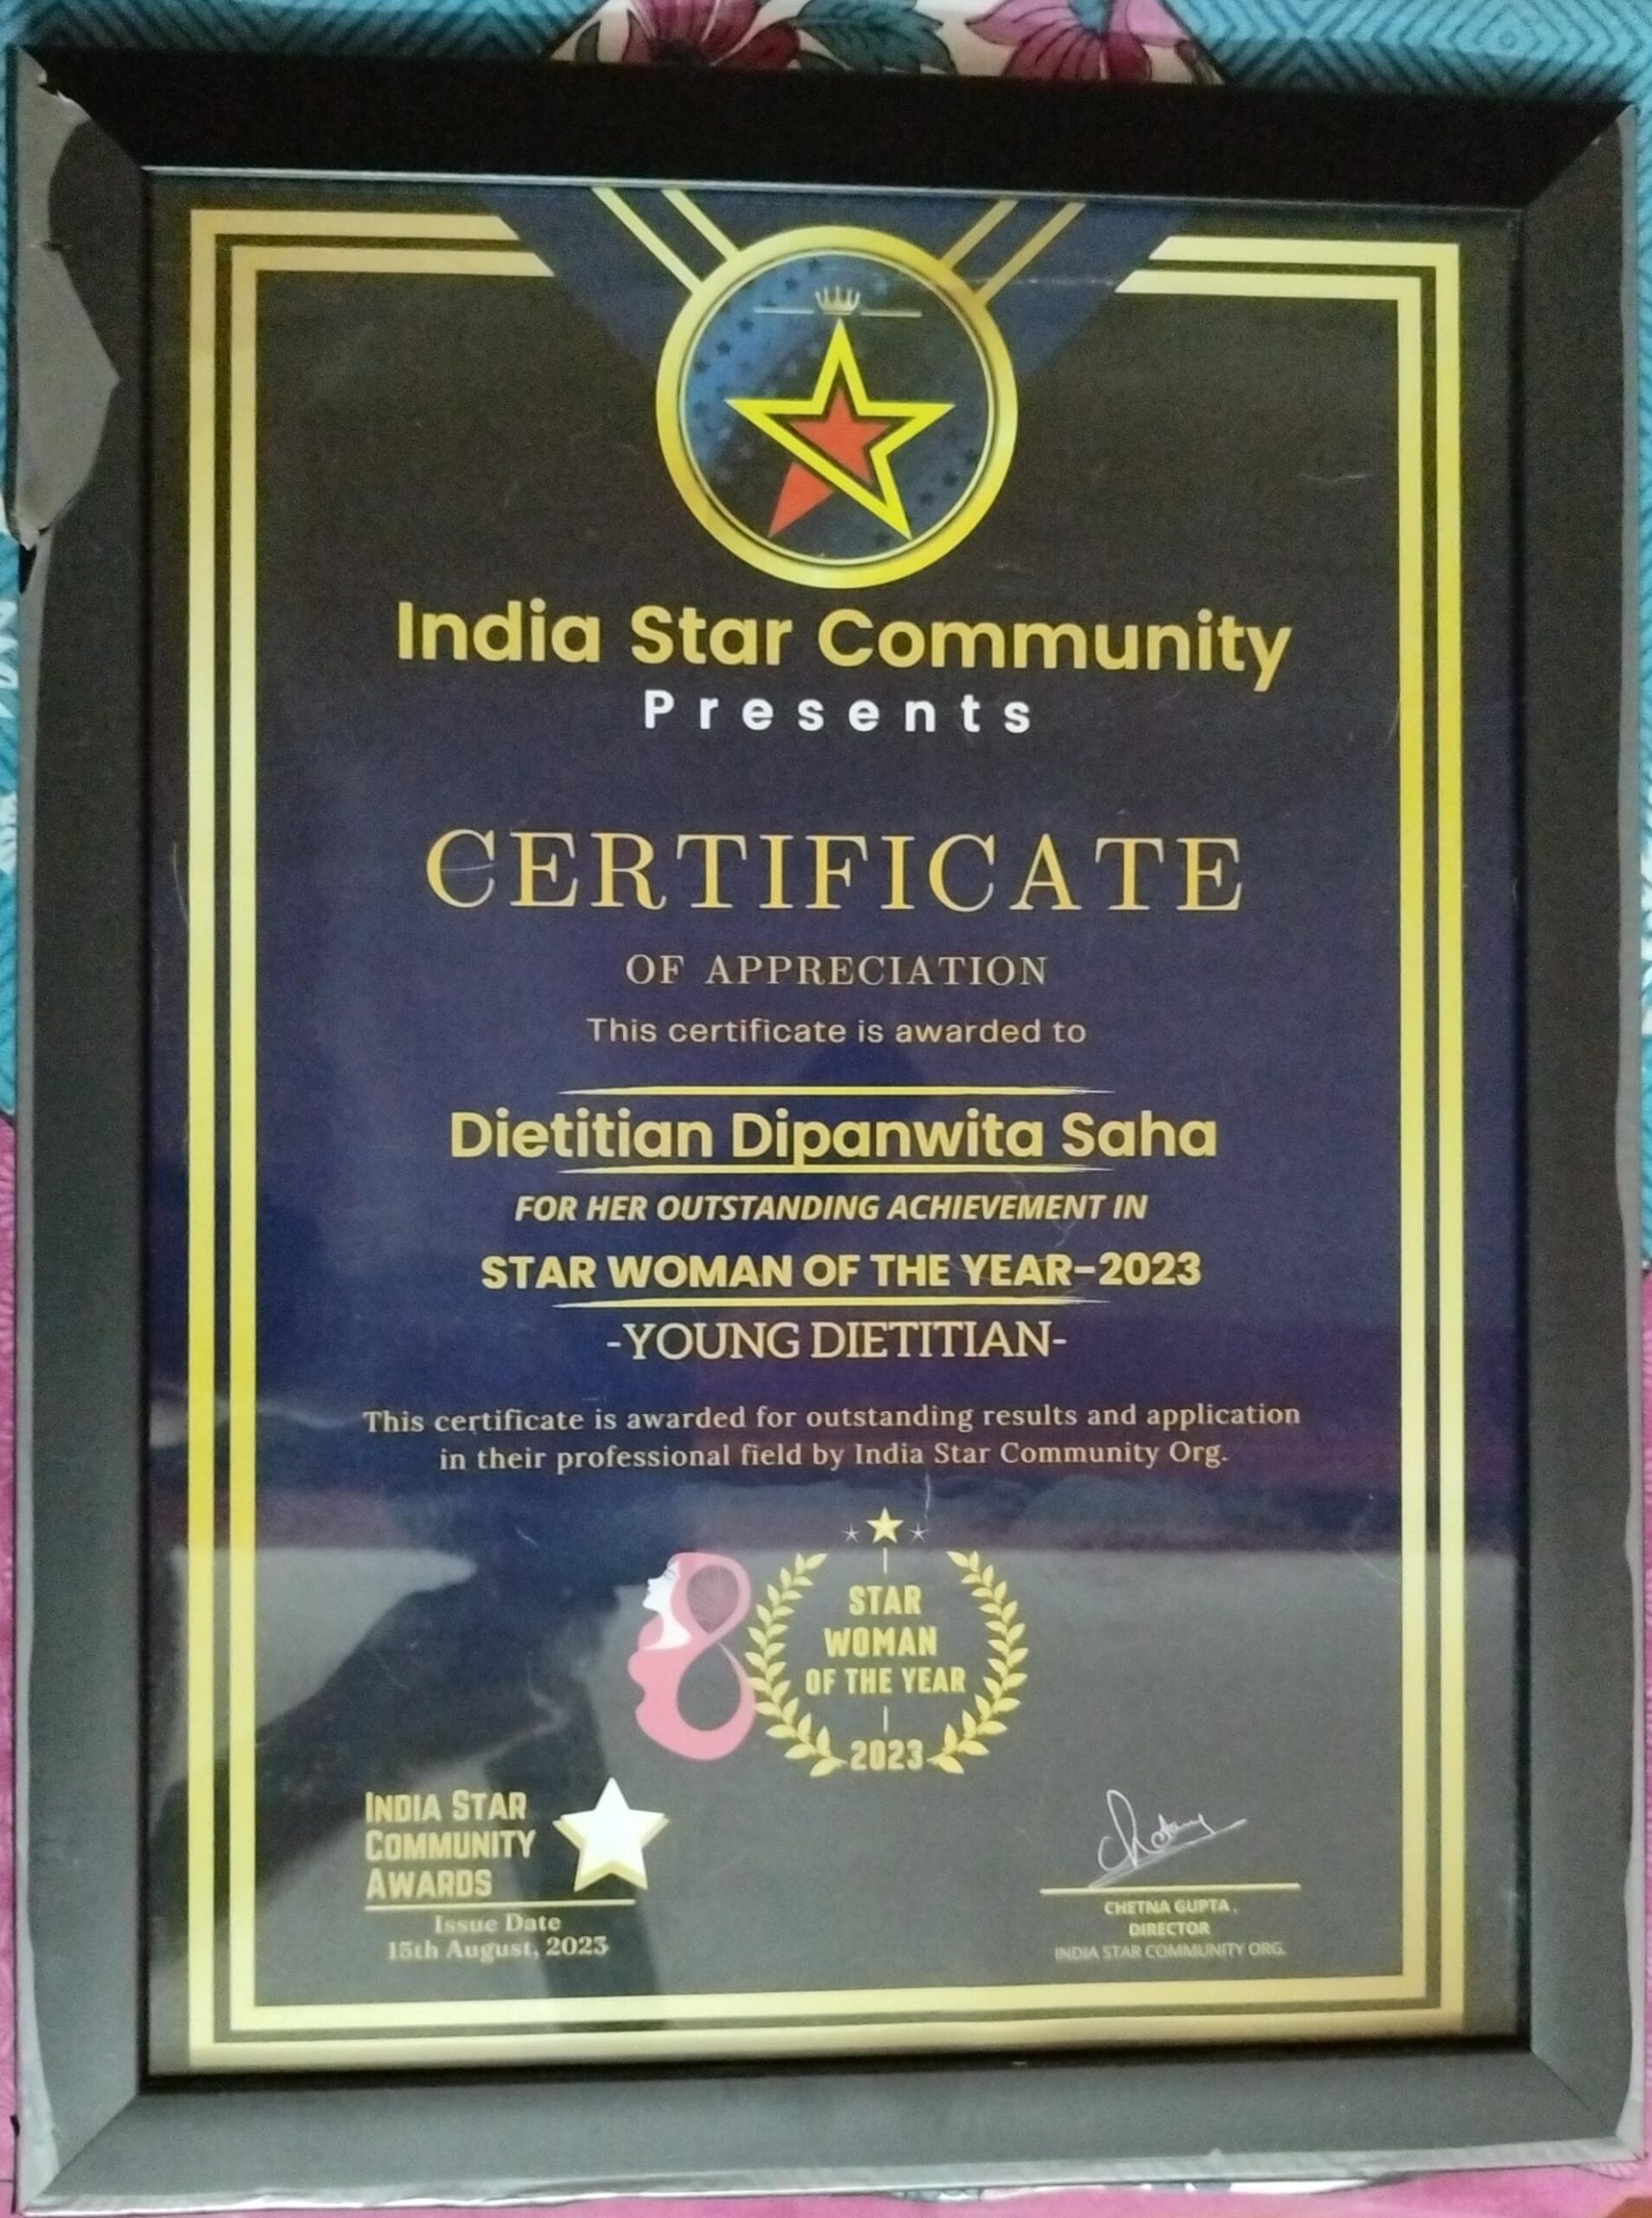 India Star Community
Presents
CERTIFICATE
OF APPRECIATION
This certificate is awarded to
Dietitian Dipanwita Saha
FOR HER OUTSTANDING ACHIEVEMENT IN
STAR WOMAN OF THE YEAR-2023
-YOUNG DIETITIAN-
This certificate is awarded for outstanding results and application
in their professional field by India Star Community Org.
STAR
WOMAN
OF THE YEAR
2023
INDIA STAR
COMMUNITY
AWARDS
Issue Date
15th August, 2023
Chetna
CHETNA GUPTA,
DIRECTOR
INDIA STAR COMMUNITY ORG.